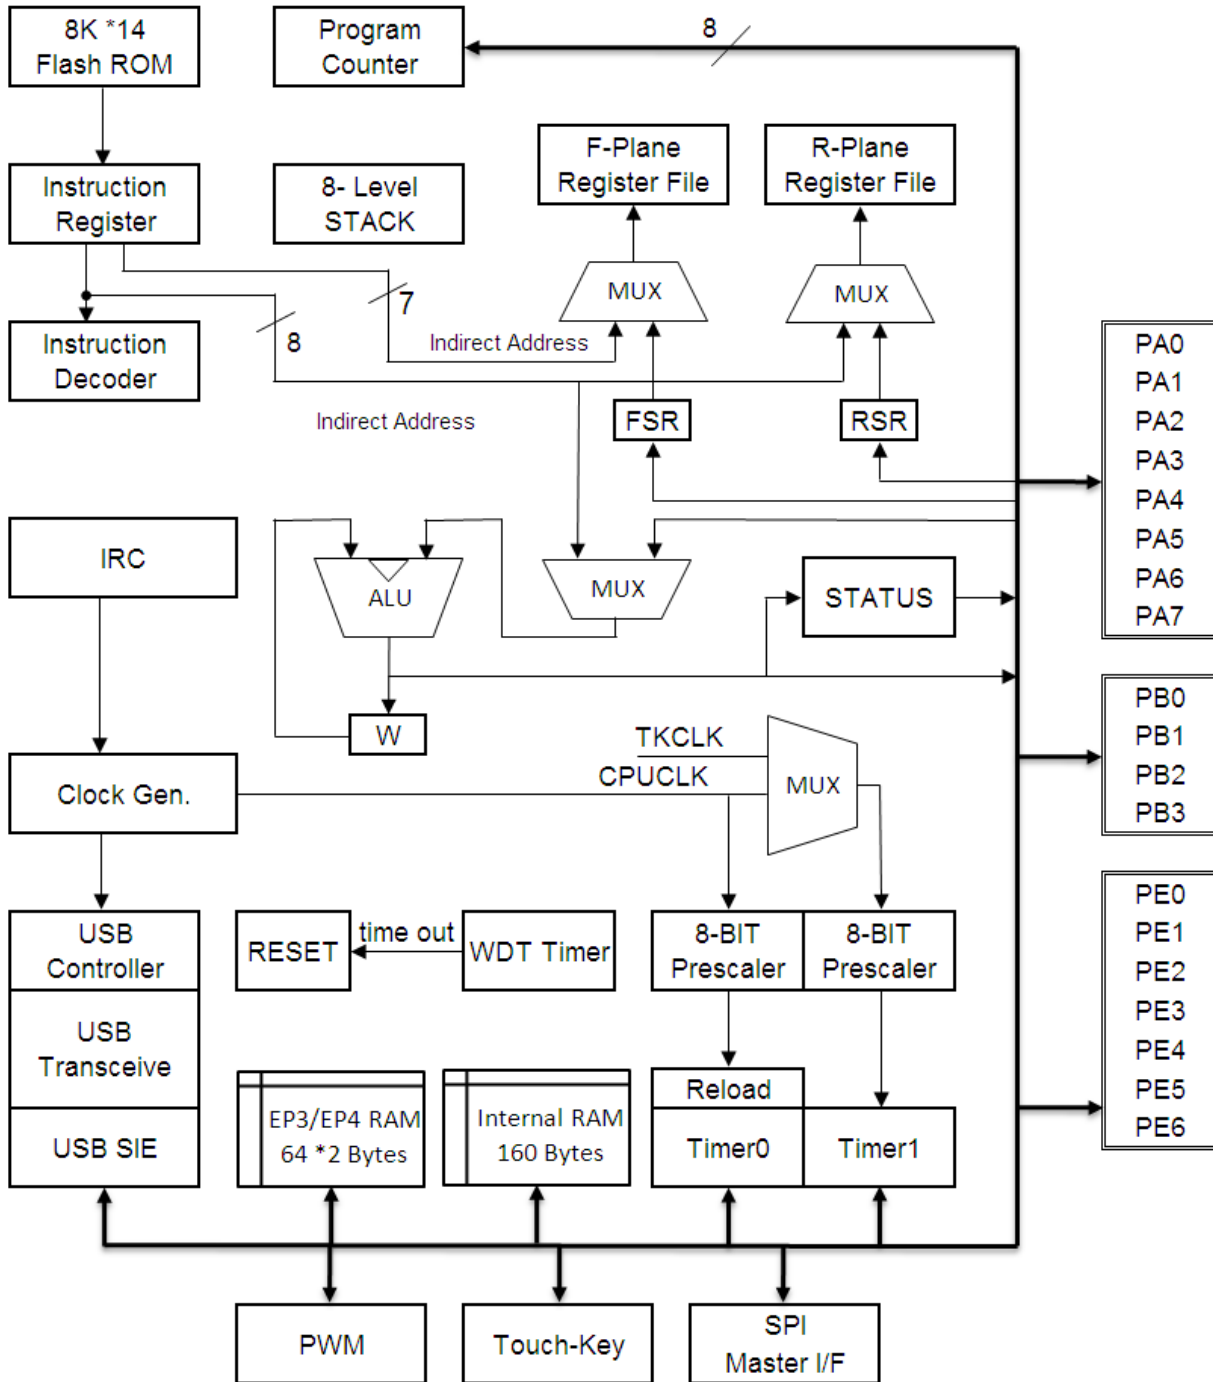 8K *14
Flash ROM
Program
Counter
8
F-Plane
Register File
R-Plane
Register File
Instruction
Register
8- Level
STACK
MUX
MUX
7
8
Indirect Address
Instruction
Decoder
Indirect Address
FSR
RSR
PA0
PA1
PA2
PA3
PA4
PA5
PA6
PA7
IRC
ALU
MUX
STATUS
W
TKCLK
CPUCLK
MUX
Clock Gen.
PB0
PB1
PB2
PB3
USB
Controller
RESET
time out
WDT Timer
8-BIT
Prescaler
8-BIT
Prescaler
PE0
PE1
PE2
PE3
PE4
PE5
PE6
USB
Transceive
USB SIE
EP3/EP4 RAM
64 *2 Bytes
Internal RAM
160 Bytes
Reload
Timer0
Timer1
PWM
Touch-Key
SPI
Master I/F